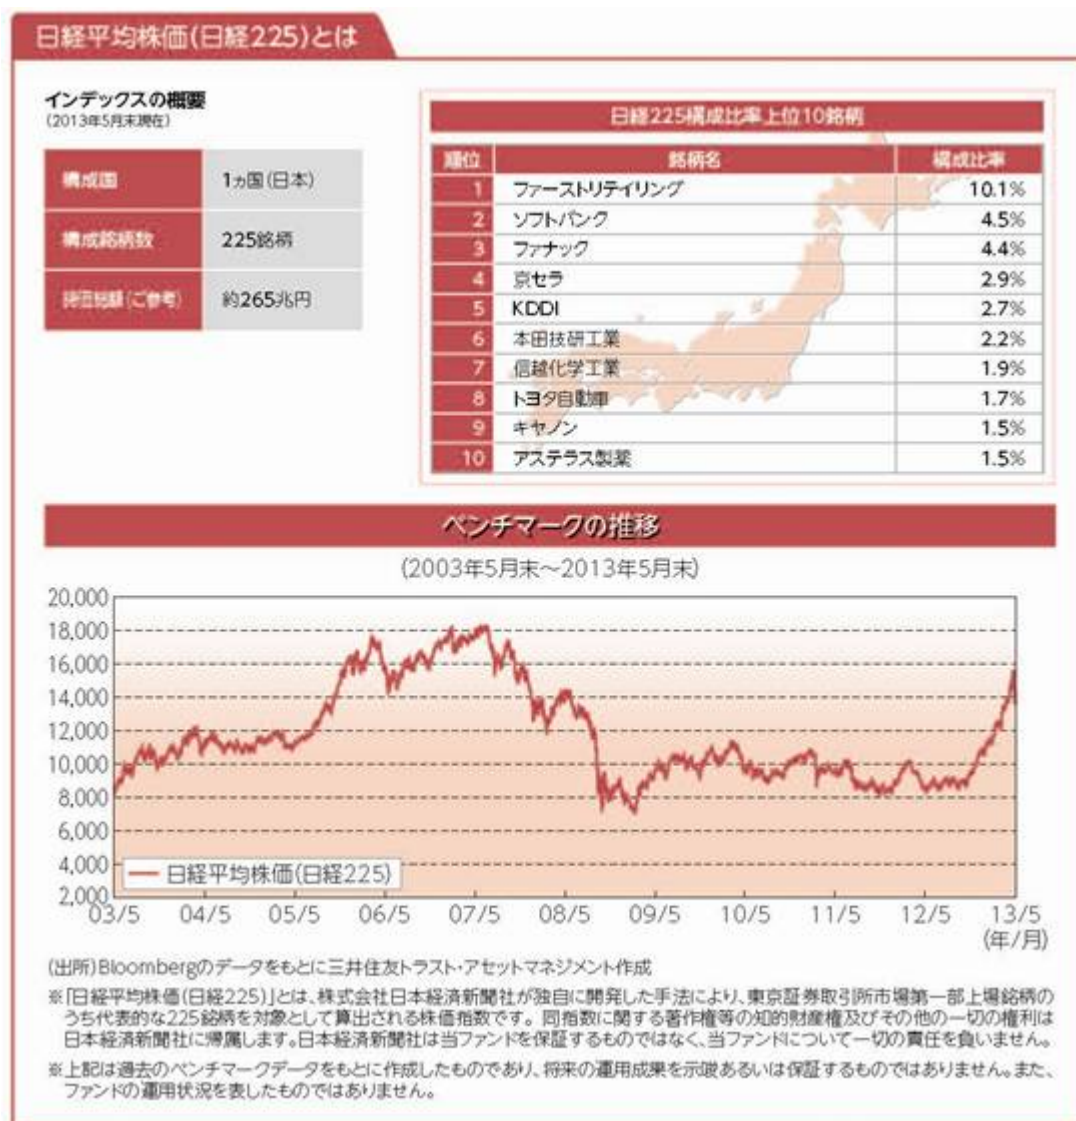 日経平均株価(日経225)とは
インデックスの概要
(2013年5月末現在)
構成国 1ヵ国(日本)
構成銘柄数 225銘柄
時価総額(ご参考) 約265兆円
日経225構成比率上位10銘柄
順位 銘柄名 構成比率
1 ファーストリテイリング 10.1%
2 ソフトバンク 4.5%
3 ファナック 4.4%
4 京セラ 2.9%
5 KDDI 2.7%
6 本田技研工業 2.2%
7 信越化学工業 1.9%
8 トヨタ自動車 1.7%
9 キヤノン 1.5%
10 アステラス製薬 1.5%
ベンチマークの推移
(2003年5月末～2013年5月末)
20,000
18,000
16,000
14,000
12,000
10,000
8,000
6,000
4,000
2,000
日経平均株価(日経225)
03/5 04/5 05/5 06/5 07/5 08/5 09/5 10/5 11/5 12/5 13/5
(年/月)
(出所)Bloombergのデータをもとに三井住友トラスト・アセットマネジメント作成
※「日経平均株価(日経225)」とは、株式会社日本経済新聞社が独自に開発した手法により、東京証券取引所市場第一部上場銘柄の
うち代表的な225銘柄を対象として算出される株価指数です。同指数に関する著作権等の知的財産権及びその他の一切の権利は
日本経済新聞社に帰属します。日本経済新聞社は当ファンドを保証するものではなく、当ファンドについて一切の責任を負いません。
※上記は過去のベンチマークデータをもとに作成したものであり、将来の運用成果を示唆あるいは保証するものではありません。また、
ファンドの運用状況を表したものではありません。